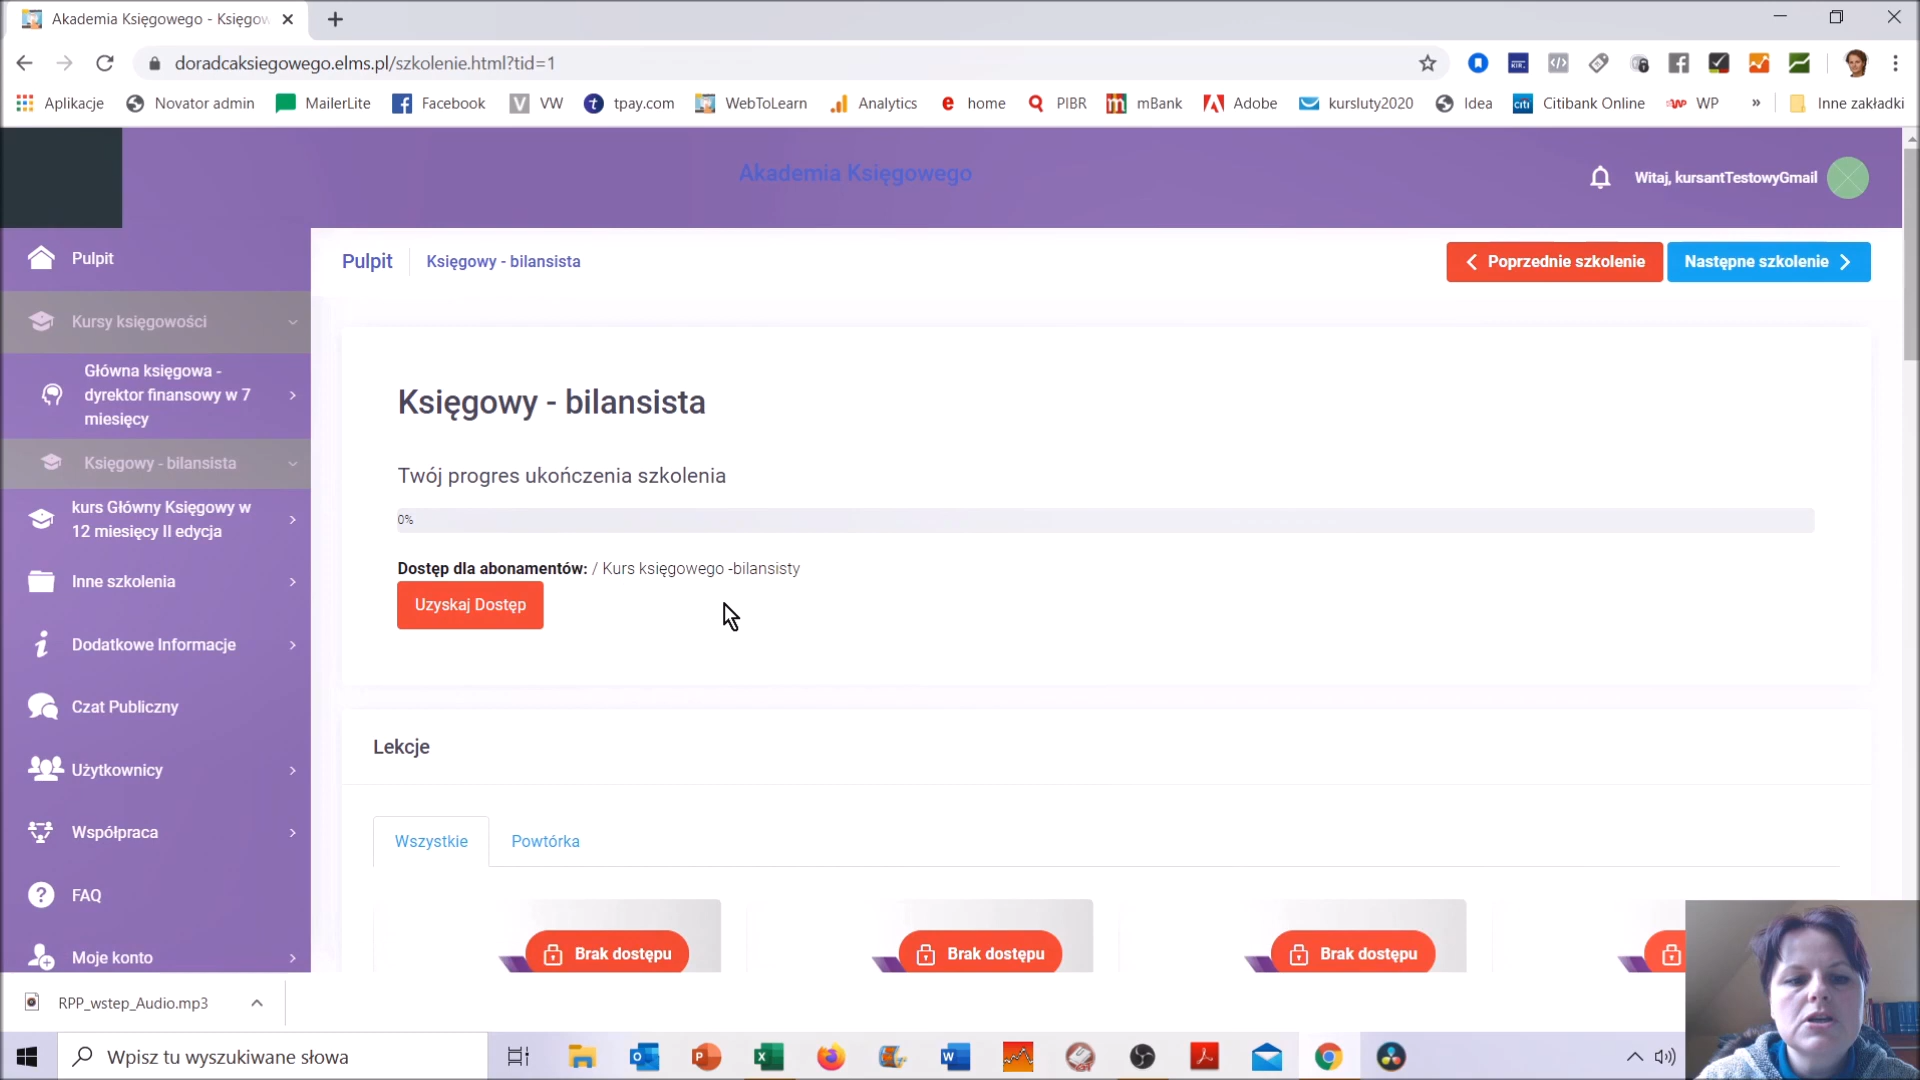 Akademia Księgowego - Księgow
doradcaksiegowego.elms.pl/szkolenie.html?tid=1
Aplikacje Novator admin MailerLite Facebook VW tpay.com WebToLearn Analytics home PIBR mBank Adobe kursluty2020 Idea Citibank Online WP » Inne zakładki
Akademia Księgowego
Witaj, kursantTestowyGmail
Pulpit
Kursy księgowości
Główna księgowa -
dyrektor finansowy w 7
miesięcy
Księgowy - bilansista
kurs Główny Księgowy w
12 miesięcy II edycja
Inne szkolenia
Dodatkowe Informacje
Czat Publiczny
Użytkownicy
Współpraca
FAQ
Moje konto
Pulpit Księgowy - bilansista
Poprzednie szkolenie Następne szkolenie
Księgowy - bilansista
Twój progres ukończenia szkolenia
0%
Dostęp dla abonamentów: / Kurs księgowego -bilansisty
Uzyskaj Dostęp
Lekcje
Wszystkie Powtórka
Brak dostępu Brak dostępu Brak dostępu
RPP_wstep_Audio.mp3
Wpisz tu wyszukiwane słowa